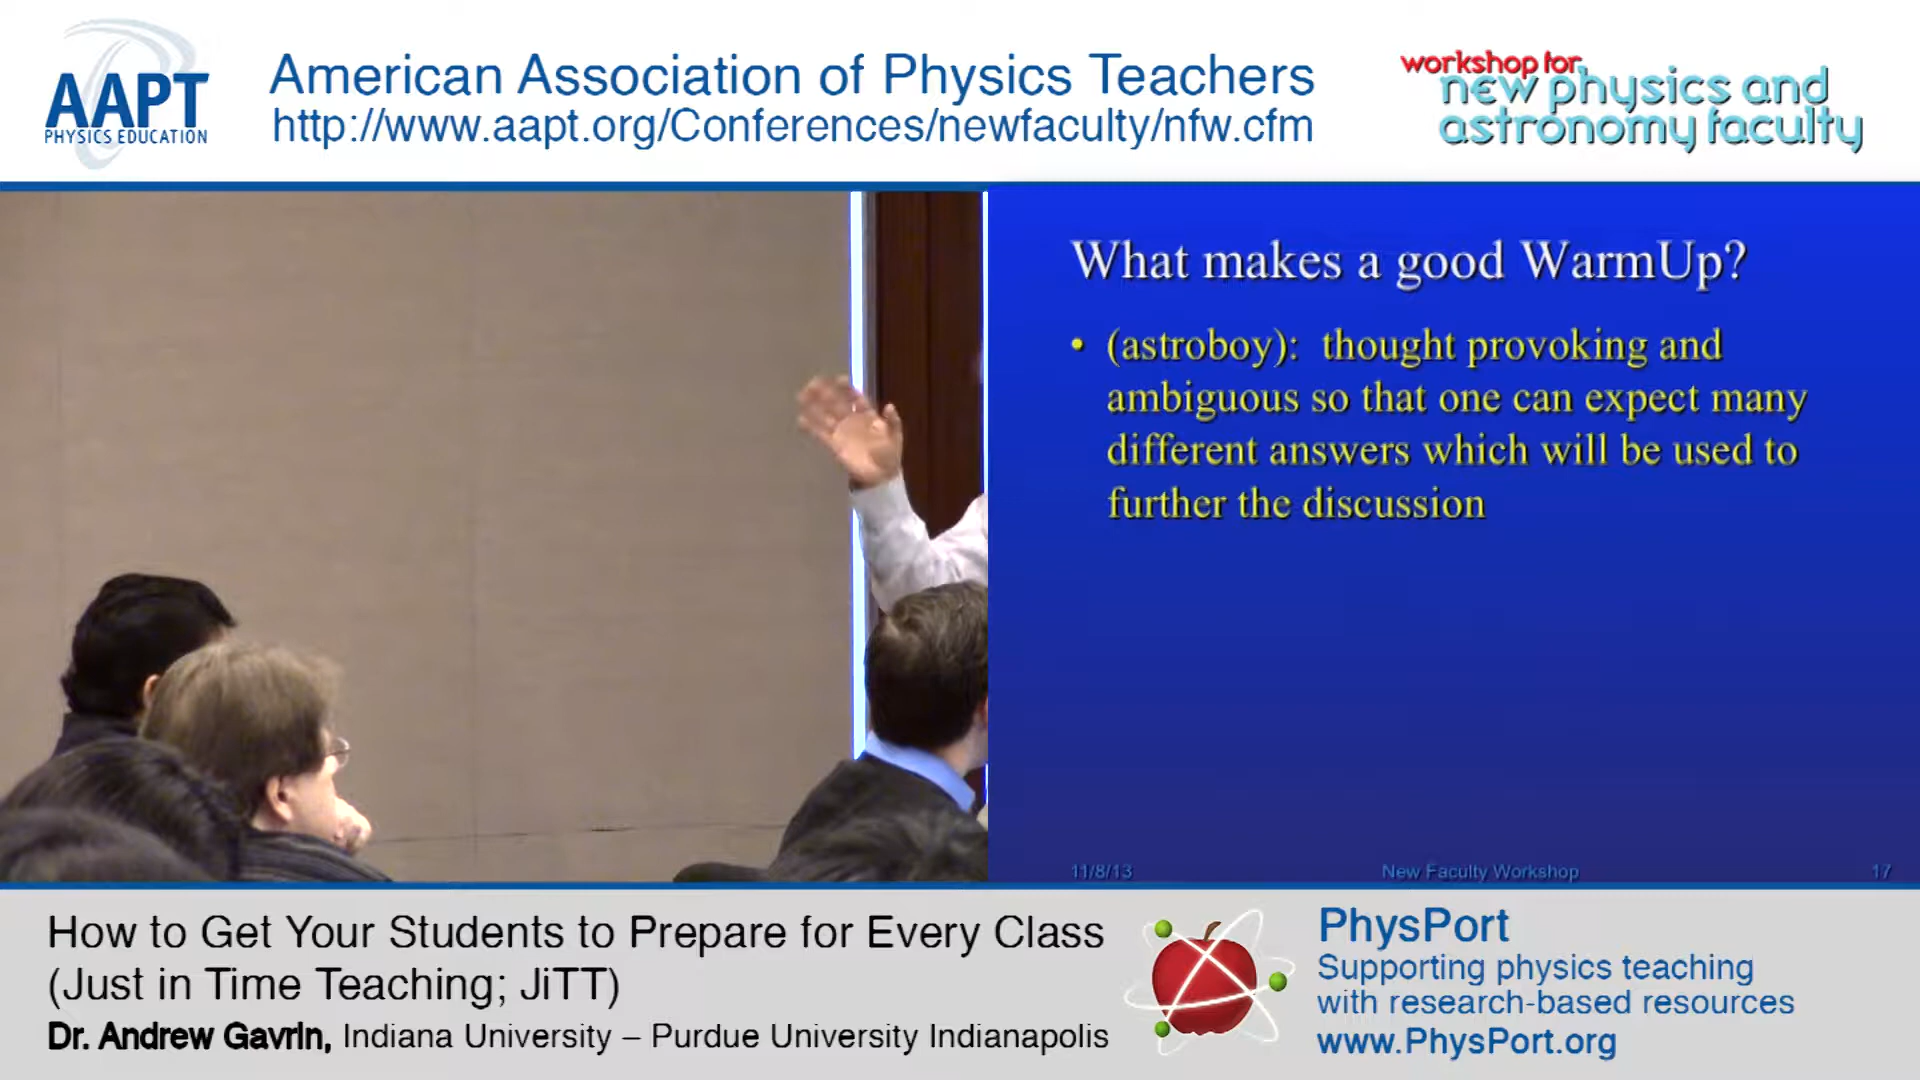 AAPT
PHYSICS EDUCATION
American Association of Physics Teachers
http://www.aapt.org/Conferences/newfaculty/nfw.cfm
workshop for
new physics and
astronomy faculty
What makes a good WarmUp?
• (astroboy): thought provoking and
ambiguous so that one can expect many
different answers which will be used to
further the discussion
11/8/13 New Faculty Workshop 17
How to Get Your Students to Prepare for Every Class
(Just in Time Teaching; JiTT)
Dr. Andrew Gavrin, Indiana University – Purdue University Indianapolis
PhysPort
Supporting physics teaching
with research-based resources
www.PhysPort.org